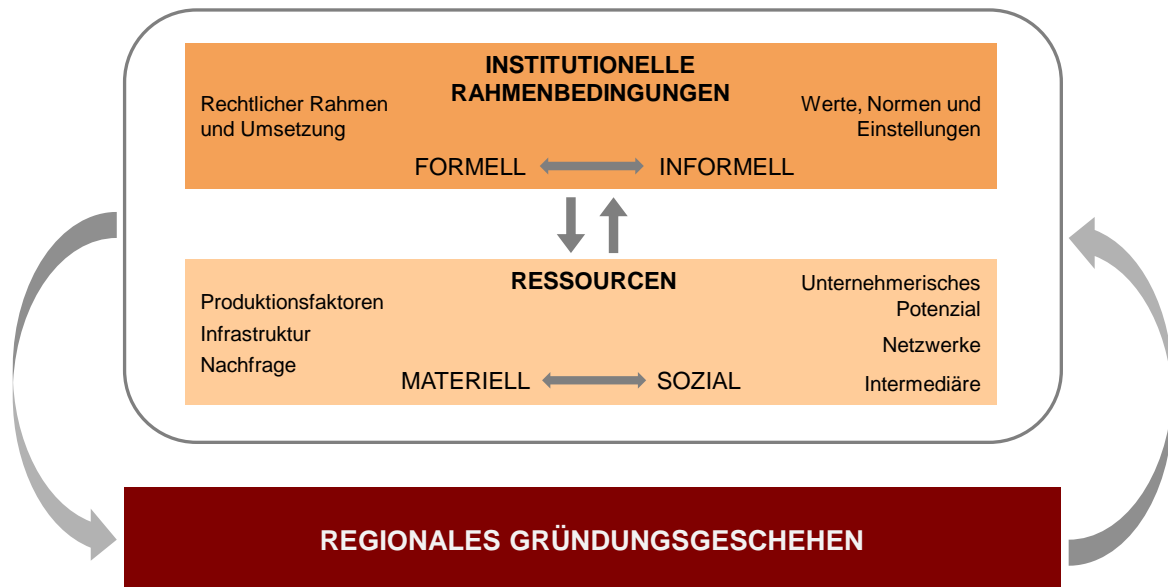 INSTITUTIONELLE
RAHMENBEDINGUNGEN
Rechtlicher Rahmen
und Umsetzung
Werte, Normen und
Einstellungen
FORMELL
INFORMELL
RESSOURCEN
Produktionsfaktoren
Infrastruktur
Nachfrage
Unternehmerisches
Potenzial
Netzwerke
Intermediäre
MATERIELL
SOZIAL
REGIONALES GRÜNDUNGSGESCHEHEN